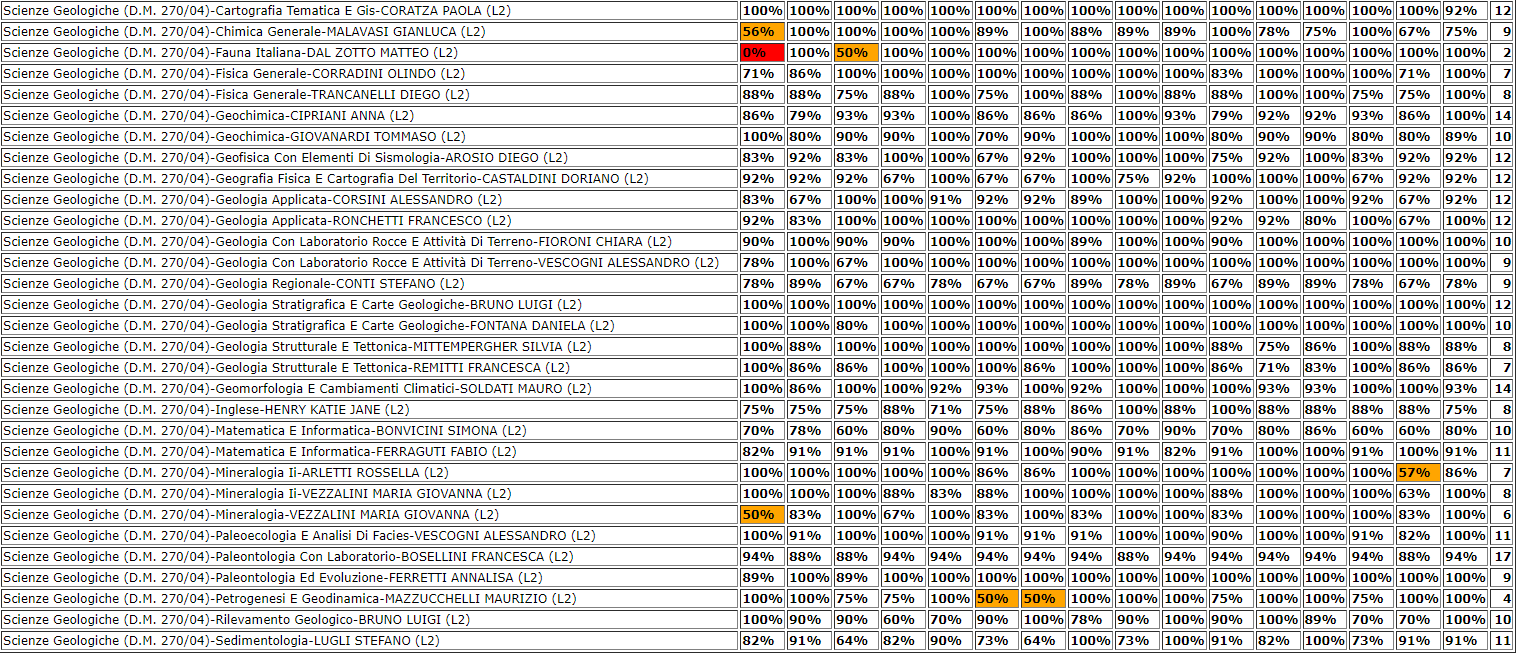 Scienze Geologiche (D.M. 270/04)-Cartografia Tematica E Gis-CORATZA PAOLA (L2) 100% 100% 100% 100% 100% 100% 100% 100% 100% 100% 100% 100% 100% 100% 100% 92% 12
Scienze Geologiche (D.M. 270/04)-Chimica Generale-MALAVASI GIANLUCA (L2) 56% 100% 100% 100% 100% 89% 100% 88% 89% 89% 100% 78% 75% 100% 67% 75% 9
Scienze Geologiche (D.M. 270/04)-Fauna Italiana-DAL ZOTTO MATTEO (L2) 0% 100% 50% 100% 100% 100% 100% 100% 100% 100% 100% 100% 100% 100% 100% 100% 2
Scienze Geologiche (D.M. 270/04)-Fisica Generale-CORRADINI OLINDO (L2) 71% 86% 100% 100% 100% 100% 100% 100% 100% 100% 83% 100% 100% 100% 71% 100% 7
Scienze Geologiche (D.M. 270/04)-Fisica Generale-TRANCANELLI DIEGO (L2) 88% 88% 75% 88% 100% 75% 100% 88% 100% 88% 88% 100% 100% 75% 75% 100% 8
Scienze Geologiche (D.M. 270/04)-Geochimica-CIPRIANI ANNA (L2) 86% 79% 93% 93% 100% 86% 86% 86% 100% 93% 79% 92% 92% 93% 86% 100% 14
Scienze Geologiche (D.M. 270/04)-Geochimica-GIOVANARDI TOMMASO (L2) 100% 80% 90% 90% 100% 70% 90% 100% 100% 100% 80% 90% 90% 80% 80% 89% 10
Scienze Geologiche (D.M. 270/04)-Geofisica Con Elementi Di Sismologia-AROSIO DIEGO (L2) 83% 92% 83% 100% 100% 67% 92% 100% 100% 100% 75% 92% 100% 83% 92% 92% 12
Scienze Geologiche (D.M. 270/04)-Geografia Fisica E Cartografia Del Territorio-CASTALDINI DORIANO (L2) 92% 92% 92% 67% 100% 67% 67% 100% 75% 92% 100% 100% 100% 67% 92% 92% 12
Scienze Geologiche (D.M. 270/04)-Geologia Applicata-CORSINI ALESSANDRO (L2) 83% 67% 100% 100% 91% 92% 92% 89% 100% 100% 92% 100% 100% 92% 67% 92% 12
Scienze Geologiche (D.M. 270/04)-Geologia Applicata-RONCHETTI FRANCESCO (L2) 92% 83% 100% 100% 100% 100% 100% 100% 100% 100% 92% 92% 80% 100% 67% 100% 12
Scienze Geologiche (D.M. 270/04)-Geologia Con Laboratorio Rocce E Attività Di Terreno-FIORONI CHIARA (L2) 90% 100% 90% 90% 100% 100% 100% 89% 100% 100% 90% 100% 100% 100% 100% 100% 10
Scienze Geologiche (D.M. 270/04)-Geologia Con Laboratorio Rocce E Attività Di Terreno-VESCOGNI ALESSANDRO (L2) 78% 100% 67% 100% 100% 100% 100% 100% 100% 100% 100% 100% 100% 100% 100% 100% 9
Scienze Geologiche (D.M. 270/04)-Geologia Regionale-CONTI STEFANO (L2) 78% 89% 67% 67% 78% 67% 67% 89% 78% 89% 67% 89% 89% 78% 67% 78% 9
Scienze Geologiche (D.M. 270/04)-Geologia Stratigrafica E Carte Geologiche-BRUNO LUIGI (L2) 100% 100% 100% 100% 100% 100% 100% 100% 100% 100% 100% 100% 100% 100% 100% 100% 12
Scienze Geologiche (D.M. 270/04)-Geologia Stratigrafica E Carte Geologiche-FONTANA DANIELA (L2) 100% 100% 80% 100% 100% 100% 100% 100% 100% 100% 100% 100% 100% 100% 100% 100% 10
Scienze Geologiche (D.M. 270/04)-Geologia Strutturale E Tettonica-MITTEMPERGHER SILVIA (L2) 100% 88% 100% 100% 100% 100% 100% 100% 100% 100% 88% 75% 86% 100% 88% 88% 8
Scienze Geologiche (D.M. 270/04)-Geologia Strutturale E Tettonica-REMITTI FRANCESCA (L2) 100% 86% 86% 100% 100% 100% 86% 100% 100% 100% 86% 71% 83% 100% 86% 86% 7
Scienze Geologiche (D.M. 270/04)-Geomorfologia E Cambiamenti Climatici-SOLDATI MAURO (L2) 100% 86% 100% 100% 92% 93% 100% 92% 100% 100% 100% 93% 93% 100% 100% 93% 14
Scienze Geologiche (D.M. 270/04)-Inglese-HENRY KATIE JANE (L2) 75% 75% 75% 88% 71% 75% 88% 86% 100% 88% 100% 88% 88% 88% 88% 75% 8
Scienze Geologiche (D.M. 270/04)-Matematica E Informatica-BONVICINI SIMONA (L2) 70% 78% 60% 80% 90% 60% 80% 86% 70% 90% 70% 80% 86% 60% 60% 80% 10
Scienze Geologiche (D.M. 270/04)-Matematica E Informatica-FERRAGUTI FABIO (L2) 82% 91% 91% 91% 100% 91% 100% 90% 91% 82% 91% 100% 100% 91% 100% 91% 11
Scienze Geologiche (D.M. 270/04)-Mineralogia Ii-ARLETTI ROSSELLA (L2) 100% 100% 100% 100% 100% 86% 86% 100% 100% 100% 100% 100% 100% 100% 57% 86% 7
Scienze Geologiche (D.M. 270/04)-Mineralogia Ii-VEZZALINI MARIA GIOVANNA (L2) 100% 100% 100% 88% 83% 88% 100% 100% 100% 100% 88% 100% 100% 100% 63% 100% 8
Scienze Geologiche (D.M. 270/04)-Mineralogia-VEZZALINI MARIA GIOVANNA (L2) 50% 83% 100% 67% 100% 83% 100% 83% 100% 100% 83% 100% 100% 100% 83% 100% 6
Scienze Geologiche (D.M. 270/04)-Paleoecologia E Analisi Di Facies-VESCOGNI ALESSANDRO (L2) 100% 91% 100% 100% 100% 91% 91% 91% 100% 100% 90% 100% 100% 91% 82% 100% 11
Scienze Geologiche (D.M. 270/04)-Paleontologia Con Laboratorio-BOSELLINI FRANCESCA (L2) 94% 88% 88% 94% 94% 94% 94% 94% 88% 94% 94% 94% 94% 94% 88% 94% 17
Scienze Geologiche (D.M. 270/04)-Paleontologia Ed Evoluzione-FERRETTI ANNALISA (L2) 89% 100% 89% 100% 100% 100% 100% 100% 100% 100% 100% 100% 100% 100% 100% 100% 9
Scienze Geologiche (D.M. 270/04)-Petrogenesi E Geodinamica-MAZZUCCHELLI MAURIZIO (L2) 100% 100% 75% 75% 100% 50% 50% 100% 100% 100% 75% 100% 100% 75% 100% 100% 4
Scienze Geologiche (D.M. 270/04)-Rilevamento Geologico-BRUNO LUIGI (L2) 100% 90% 90% 60% 70% 90% 100% 78% 90% 100% 90% 100% 89% 70% 70% 100% 10
Scienze Geologiche (D.M. 270/04)-Sedimentologia-LUGLI STEFANO (L2) 82% 91% 64% 82% 90% 73% 64% 100% 73% 100% 91% 82% 100% 73% 91% 91% 11